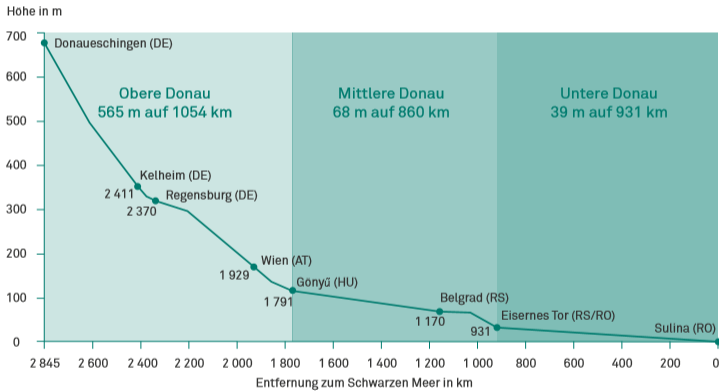 Höhe in m
700
600
500
400
300
200
100
0
Donaueschingen (DE)
Obere Donau
565 m auf 1054 km
Mittlere Donau
68 m auf 860 km
Untere Donau
39 m auf 931 km
Kelheim (DE)
2 411
Regensburg (DE)
2 370
Wien (AT)
1 929
Gönyű (HU)
1 791
Belgrad (RS)
1 170
Eisernes Tor (RS/RO)
931
Sulina (RO)
2 845 2 600 2 400 2 200 2 000 1 800 1 600 1 400 1 200 1 000 800 600 400 200 0
Entfernung zum Schwarzen Meer in km